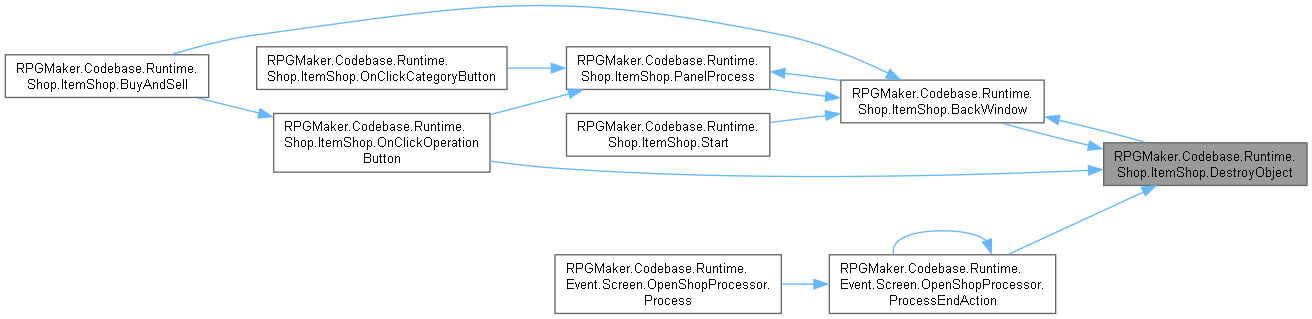 RPGMaker.Codebase.Runtime.
Shop.ItemShop.BuyAndSell
RPGMaker.Codebase.Runtime.
Shop.ItemShop.OnClickCategoryButton
RPGMaker.Codebase.Runtime.
Shop.ItemShop.PanelProcess
RPGMaker.Codebase.Runtime.
Shop.ItemShop.BackWindow
RPGMaker.Codebase.Runtime.
Shop.ItemShop.OnClickOperation
Button
RPGMaker.Codebase.Runtime.
Shop.ItemShop.Start
RPGMaker.Codebase.Runtime.
Shop.ItemShop.DestroyObject
RPGMaker.Codebase.Runtime.
Event.Screen.OpenShopProcessor.
Process
RPGMaker.Codebase.Runtime.
Event.Screen.OpenShopProcessor.
ProcessEndAction